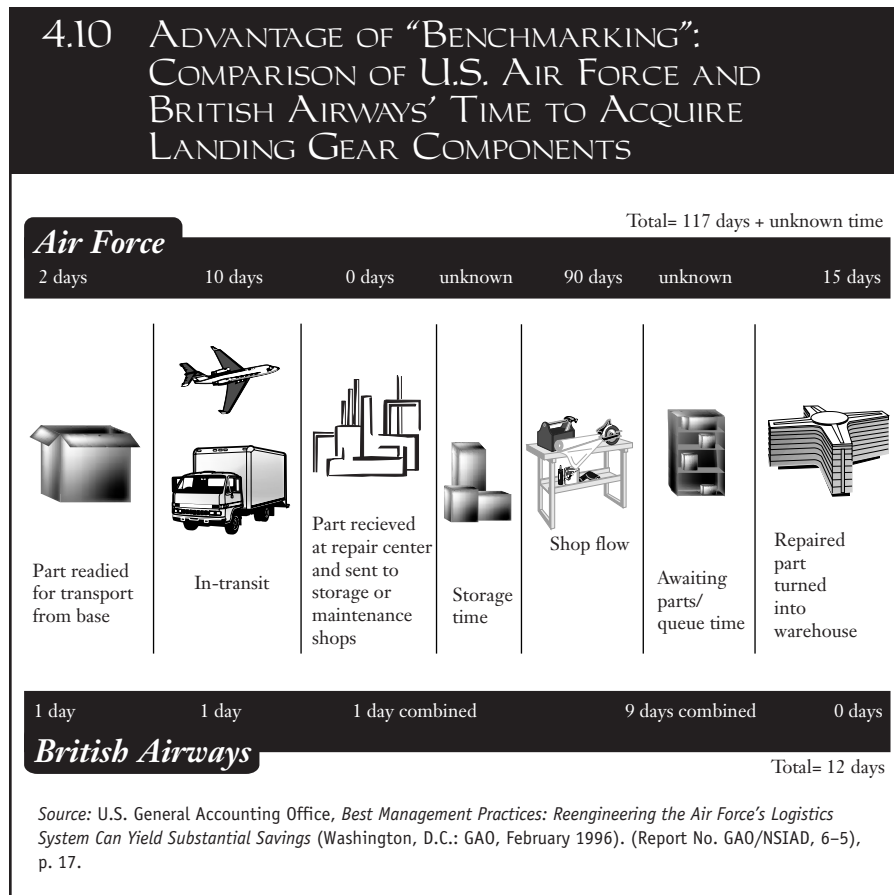 4.10 ADVANTAGE OF “BENCHMARKING”:
COMPARISON OF U.S. AIR FORCE AND
BRITISH AIRWAYS’ TIME TO ACQUIRE
LANDING GEAR COMPONENTS
Total= 117 days + unknown time
Air Force
2 days 10 days 0 days unknown 90 days unknown 15 days
Part readied
for transport
from base
In-transit
Part recieved
at repair center
and sent to
storage or
maintenance
shops
Storage
time
Shop flow
Awaiting
parts/
queue time
Repaired
part
turned
into
warehouse
1 day 1 day 1 day combined 9 days combined 0 days
British Airways
Total= 12 days
Source: U.S. General Accounting Office, Best Management Practices: Reengineering the Air Force’s Logistics
System Can Yield Substantial Savings (Washington, D.C.: GAO, February 1996). (Report No. GAO/NSIAD, 6–5),
p. 17.